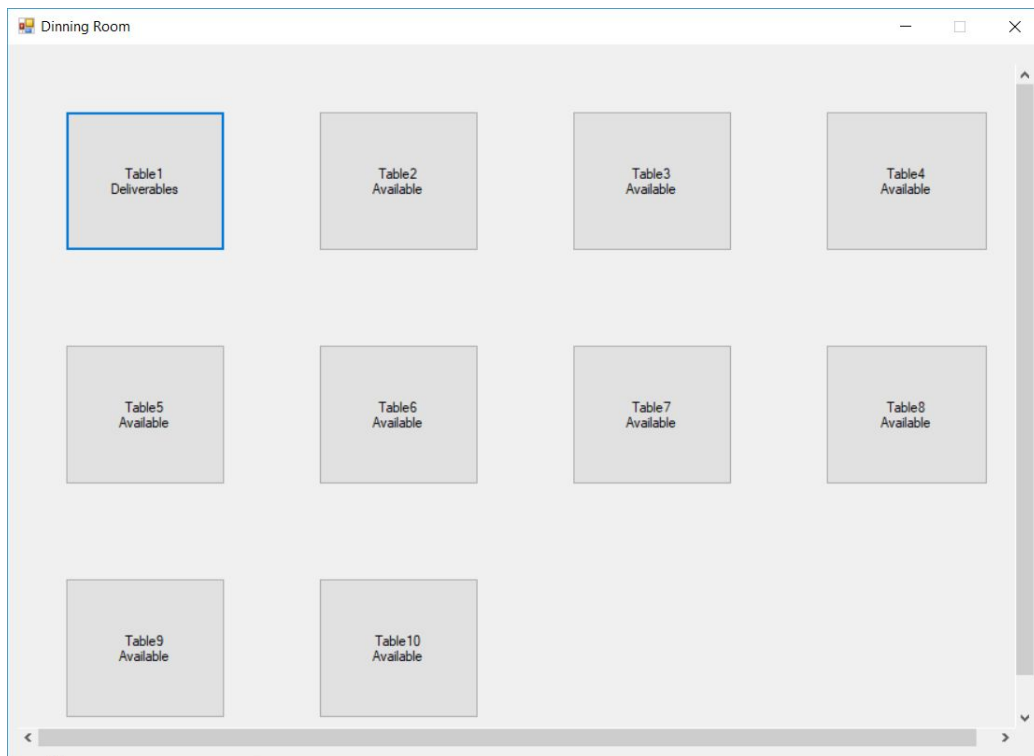 Dinning Room
Table1
Deliverables
Table2
Available
Table3
Available
Table4
Available
Table5
Available
Table6
Available
Table7
Available
Table8
Available
Table9
Available
Table10
Available